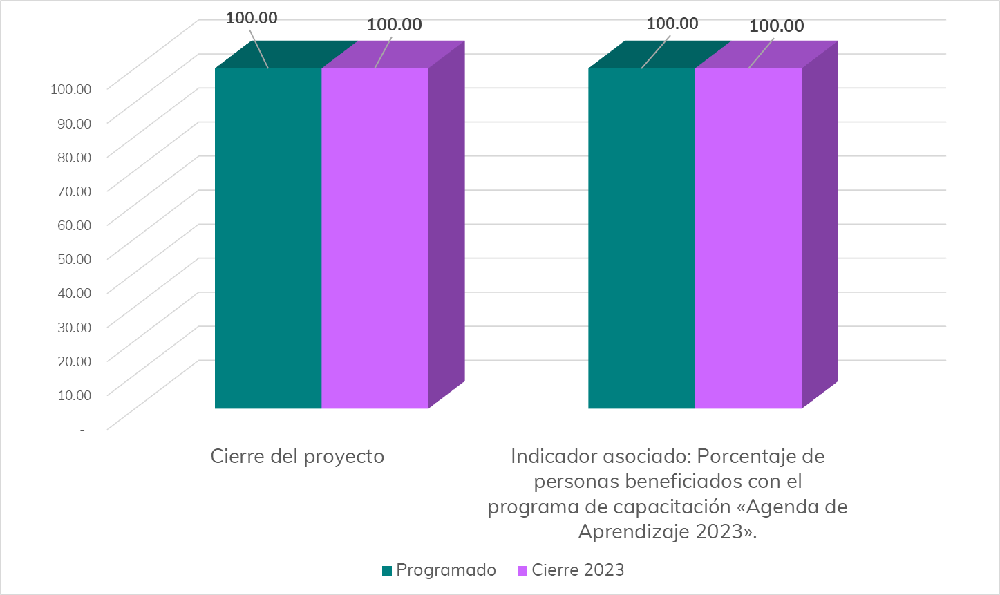 100.00
100.00
100.00
100.00
100.00
90.00
80.00
70.00
60.00
50.00
40.00
30.00
20.00
10.00
-
Cierre del proyecto
Indicador asociado: Porcentaje de
personas beneficiados con el
programa de capacitación «Agenda de
Aprendizaje 2023».
Programado
Cierre 2023